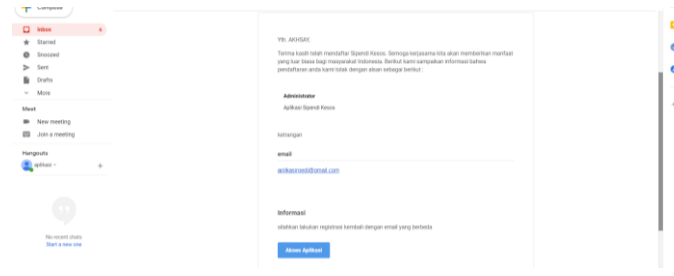 Compose
Inbox
Starred
Snoozed
Sent
Drafts
More
Meet
New meeting
Join a meeting
Hangouts
aplikasi
No recent chats
Start a new one
Yth. AKHSAY,
Terima kasih telah mendaftar Sipendi Kesos. Semoga kerjasama kita akan memberikan manfaat
yang luar biasa bagi masyarakat Indonesia. Berikut kami sampaikan informasi bahwa
pendaftaran anda kami tolak dengan alsan sebagai berikut :
Administrator
Aplikasi Sipendi Kesos
keterangan
email
Informasi
silahkan lakukan registrasi kembali dengan email yang berbeda
Akses Aplikasi